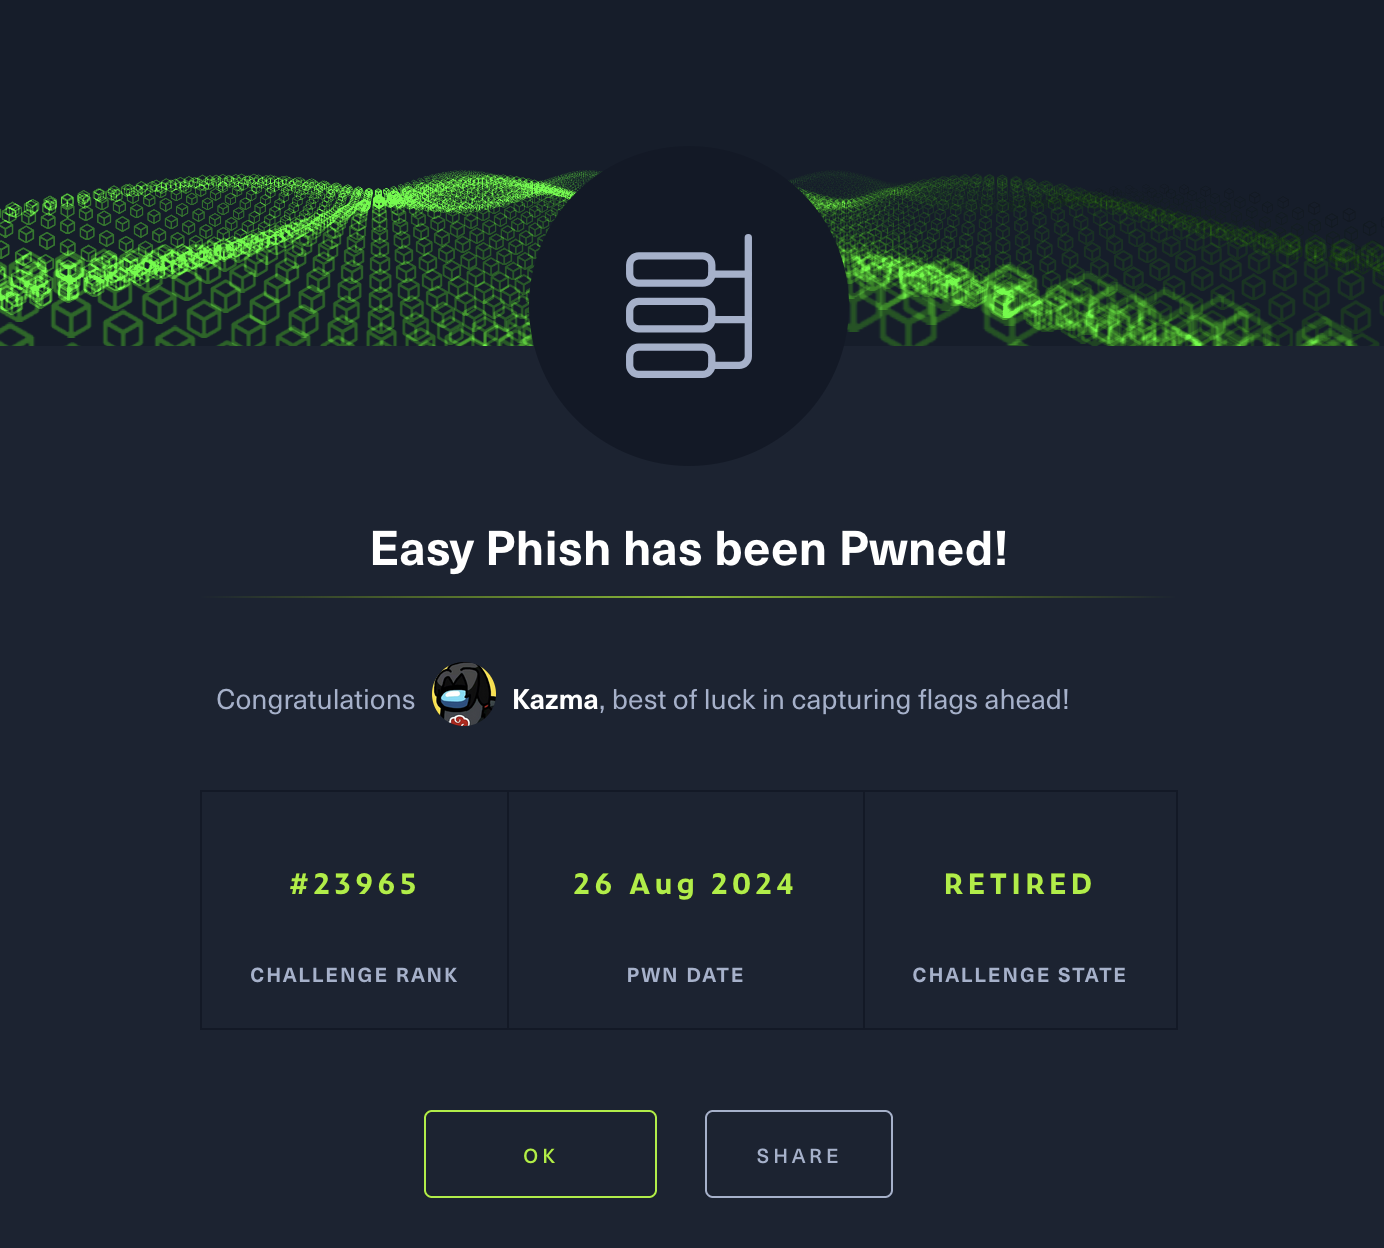 Easy Phish has been Pwned!
Congratulations Kazma, best of luck in capturing flags ahead!
#23965 26 Aug 2024 RETIRED
CHALLENGE RANK PWN DATE CHALLENGE STATE
OK SHARE